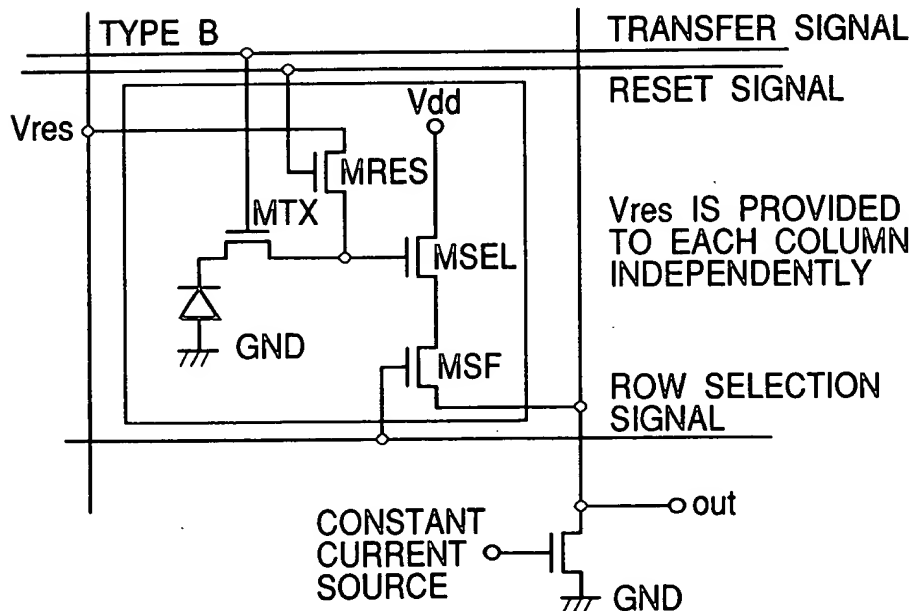 TYPE B
TRANSFER SIGNAL
RESET SIGNAL
Vdd
Vres
MRES
MTX
Vres IS PROVIDED
TO EACH COLUMN
INDEPENDENTLY
MSEL
GND
MSF
ROW SELECTION
SIGNAL
out
CONSTANT
CURRENT
SOURCE
GND